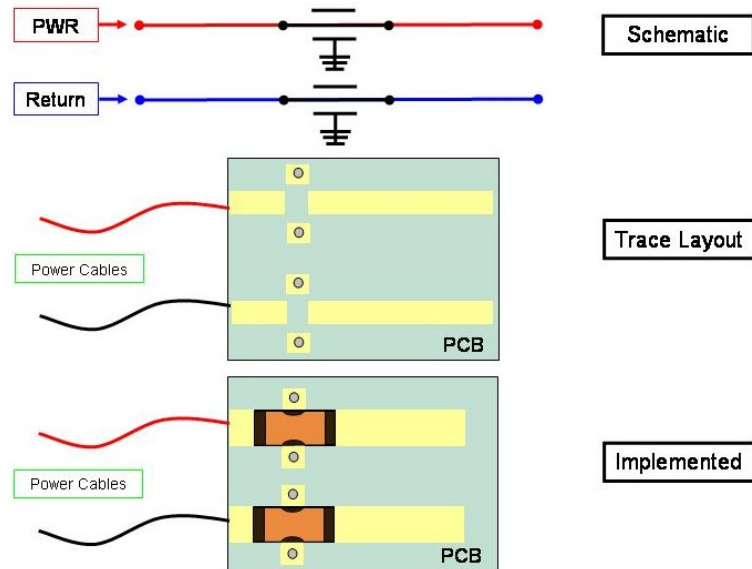 PWR
Schematic
Return
Power Cables
Trace Layout
PCB
Power Cables
Implemented
PCB